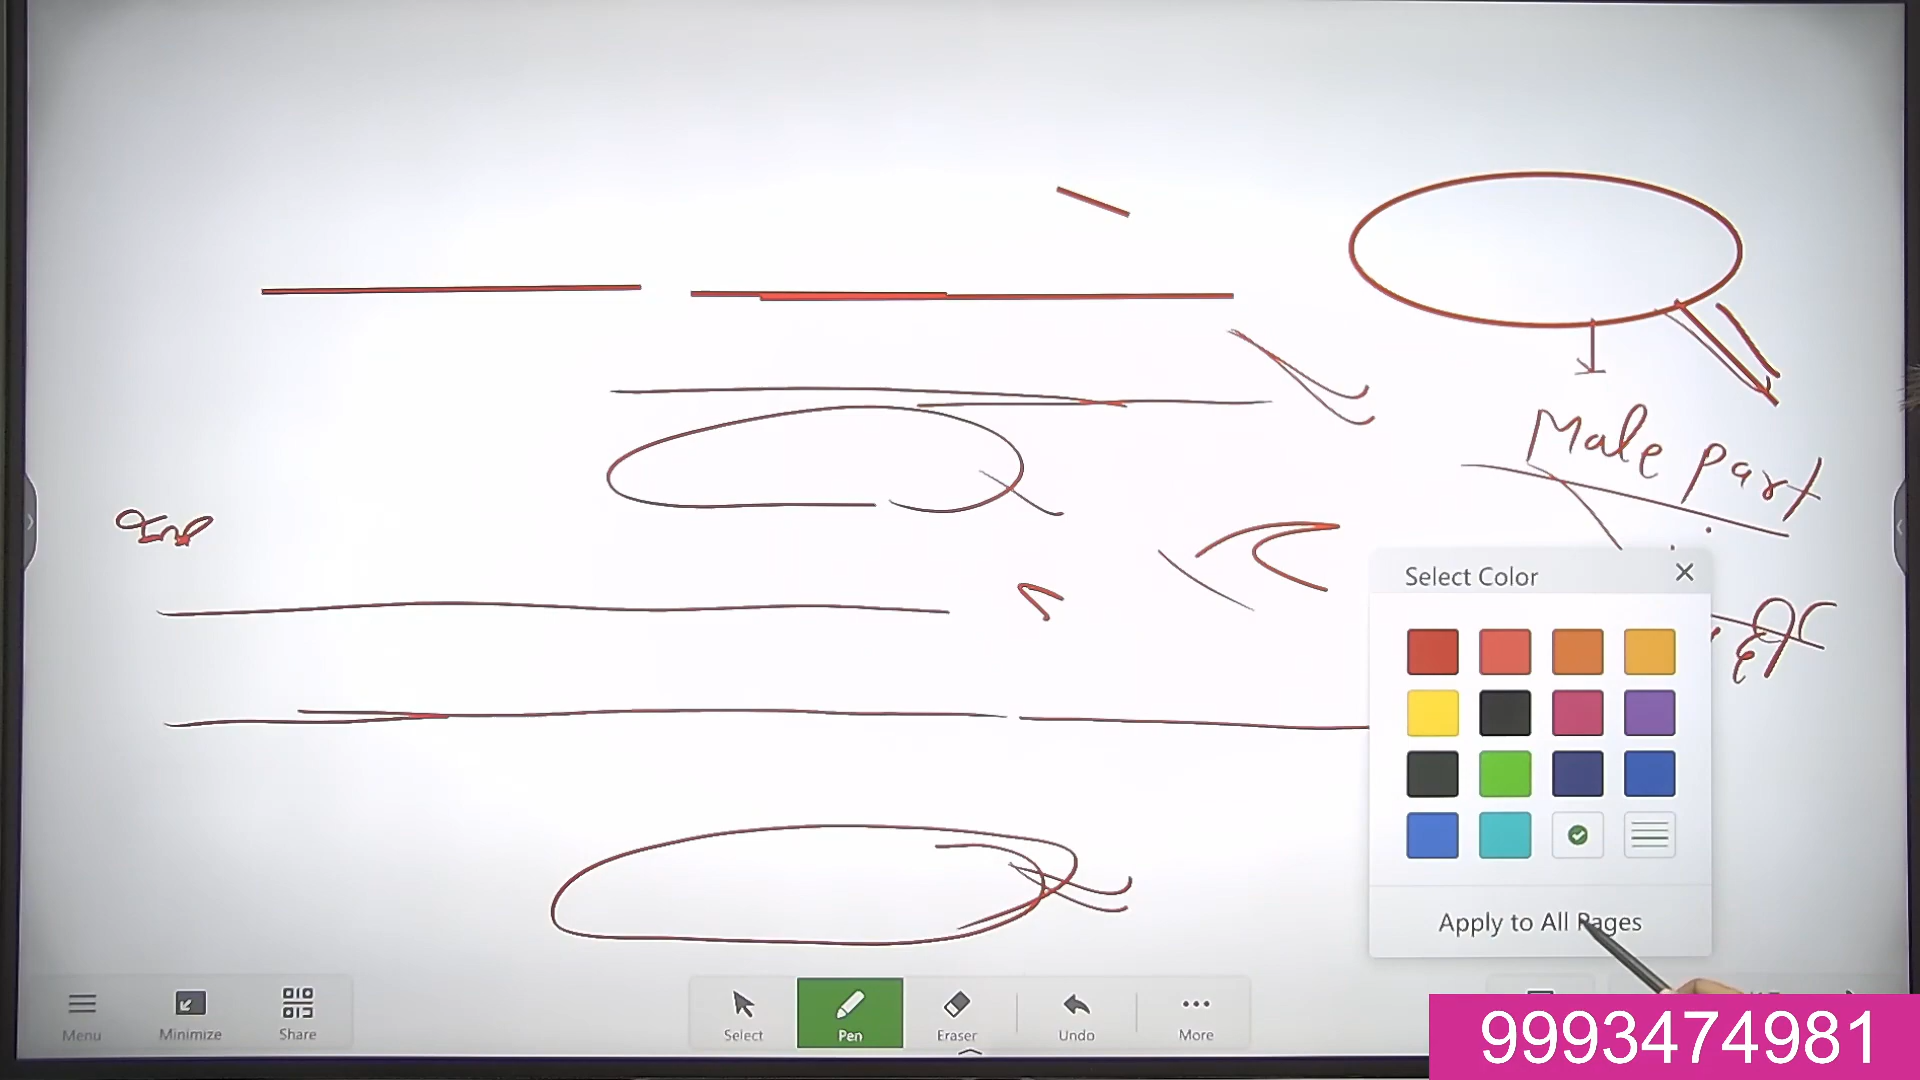 Male part
Select Color
Apply to All Pages
Menu
Minimize
Share
Select
Pen
Eraser
Undo
More
9993474981